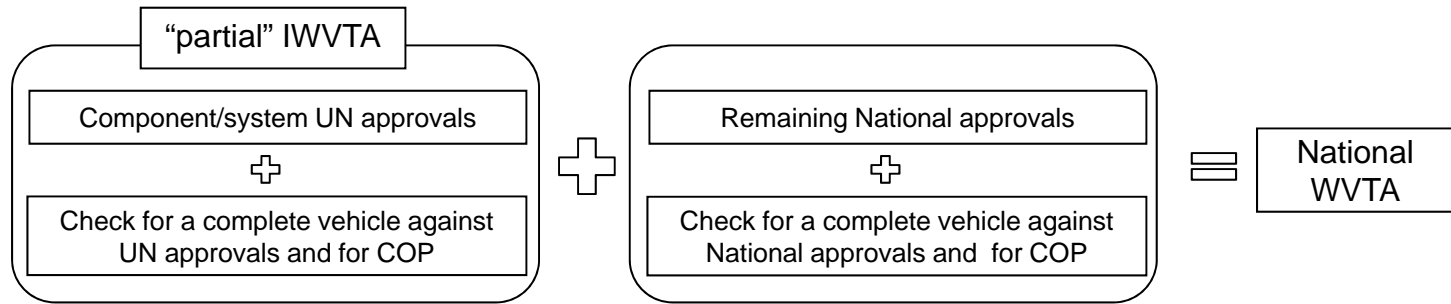 “partial” IWVTA
Component/system UN approvals
Check for a complete vehicle against
UN approvals and for COP
Remaining National approvals
Check for a complete vehicle against
National approvals and  for COP
National
WVTA